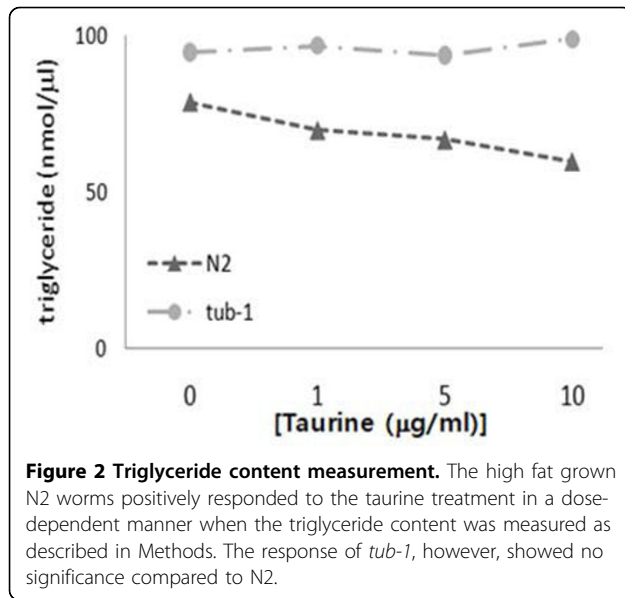 100
50
0
triglyceride (nmol/μl)
N2
tub-1
0 1 5 10
[Taurine (μg/ml)]
Figure 2 Triglyceride content measurement. The high fat grown
N2 worms positively responded to the taurine treatment in a dose-
dependent manner when the triglyceride content was measured as
described in Methods. The response of tub-1, however, showed no
significance compared to N2.